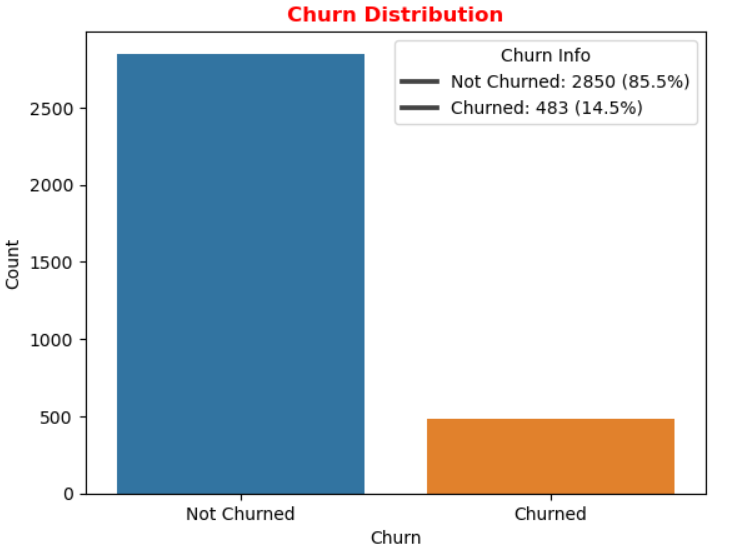 Churn Distribution
Churn Info
Not Churned: 2850 (85.5%)
Churned: 483 (14.5%)
2500
2000
1500
1000
500
0
Count
Not Churned
Churned
Churn